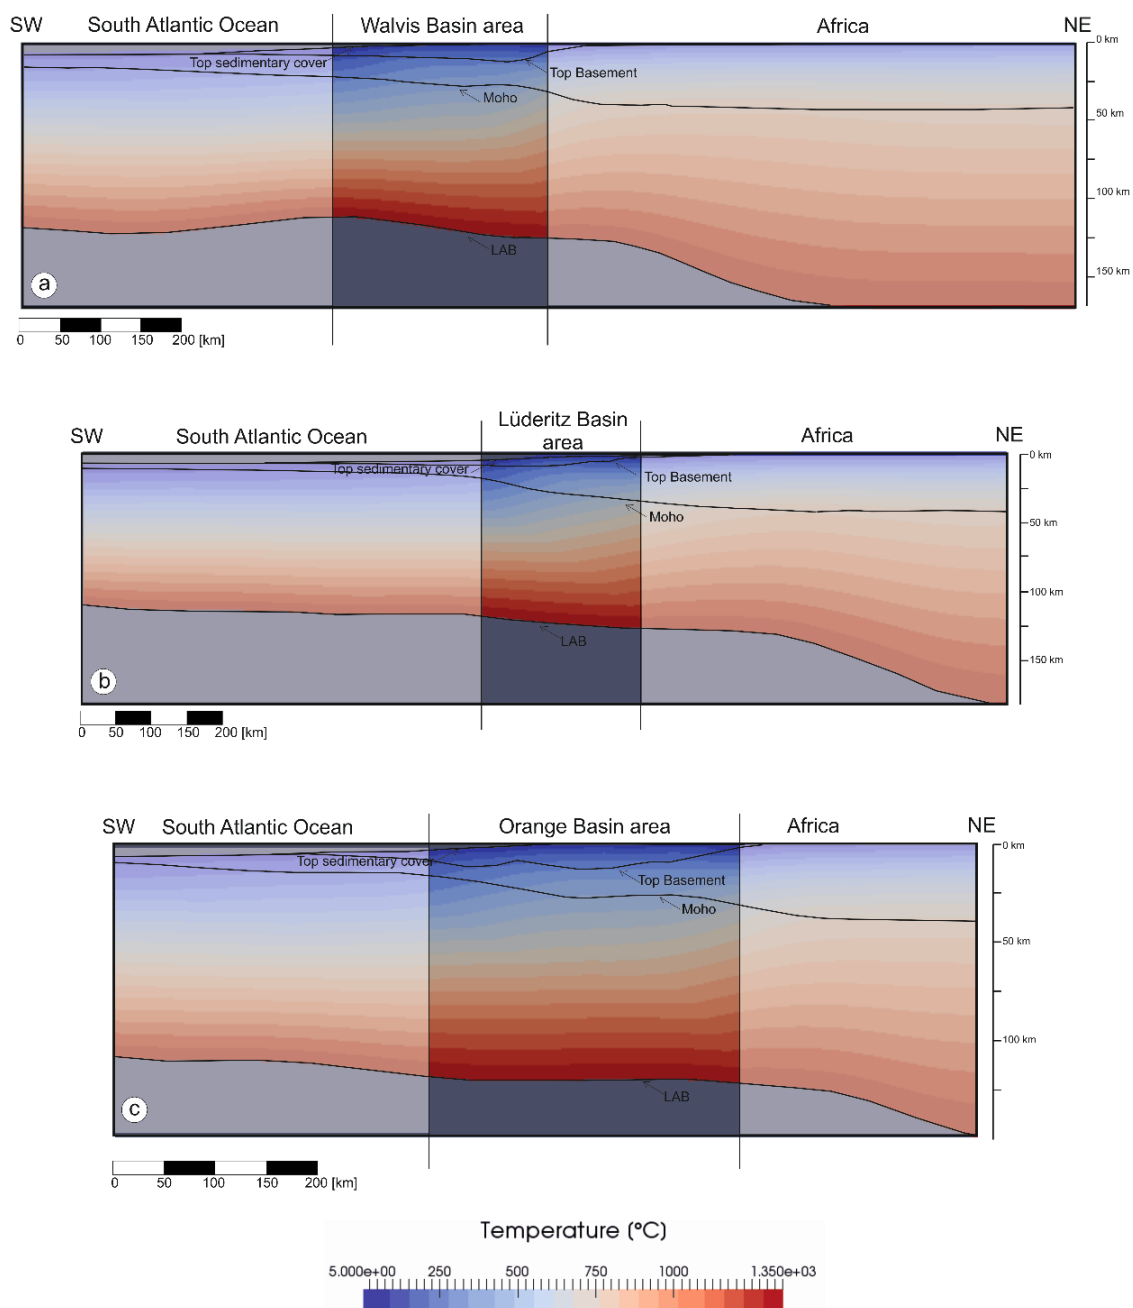 SW South Atlantic Ocean Walvis Basin area Africa NE
0 km
Top sedimentary cover
Top Basement
Moho
50 km
100 km
LAB
150 km
a
0 50 100 150 200 [km]
Lüderitz Basin
area
SW South Atlantic Ocean Africa NE
0 km
Top sedimentary cover
Top Basement
Moho
50 km
100 km
LAB
150 km
b
0 50 100 150 200 [km]
SW South Atlantic Ocean Orange Basin area Africa NE
0 km
Top sedimentary cover
Top Basement
Moho
50 km
100 km
LAB
c
0 50 100 150 200 [km]
Temperature (°C)
5.000e+00 250 500 750 1000 1.350e+03